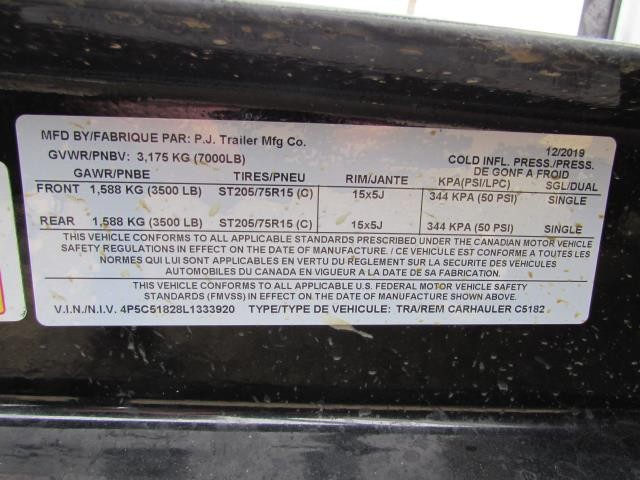 MFD BY/FABRIQUE PAR: P.J. Trailer Mfg Co. 12/2019
GVWR/PNBV: 3,175 KG (7000LB) COLD INFL. PRESS./PRESS.
DE GONF A FROID
GAWR/PNBE TIRES/PNEU RIM/JANTE KPA(PSI/LPC) SGL/DUAL
FRONT 1,588 KG (3500 LB) ST205/75R15 (C) 15x5J 344 KPA (50 PSI) SINGLE
REAR 1,588 KG (3500 LB) ST205/75R15 (C) 15x5J 344 KPA (50 PSI) SINGLE
THIS VEHICLE CONFORMS TO ALL APPLICABLE STANDARDS PRESCRIBED UNDER THE CANADIAN MOTOR VEHICLE
SAFETY REGULATIONS IN EFFECT ON THE DATE OF MANUFACTURE. / CE VEHICULE EST CONFORME A TOUTES LES
NORMES QUI LUI SONT APPLICABLES EN VERTU DU REGLEMENT SUR LA SECURITE DES VEHICULES
AUTOMOBILES DU CANADA EN VIGUEUR A LA DATE DE SA FABRICATION.
THIS VEHICLE CONFORMS TO ALL APPLICABLE U.S. FEDERAL MOTOR VEHICLE SAFETY
STANDARDS (FMVSS) IN EFFECT ON THE DATE OF MANUFACTURE SHOWN ABOVE.
V.I.N./N.I.V. 4P5C51828L1333920 TYPE/TYPE DE VEHICULE: TRA/REM CARHAULER C5182